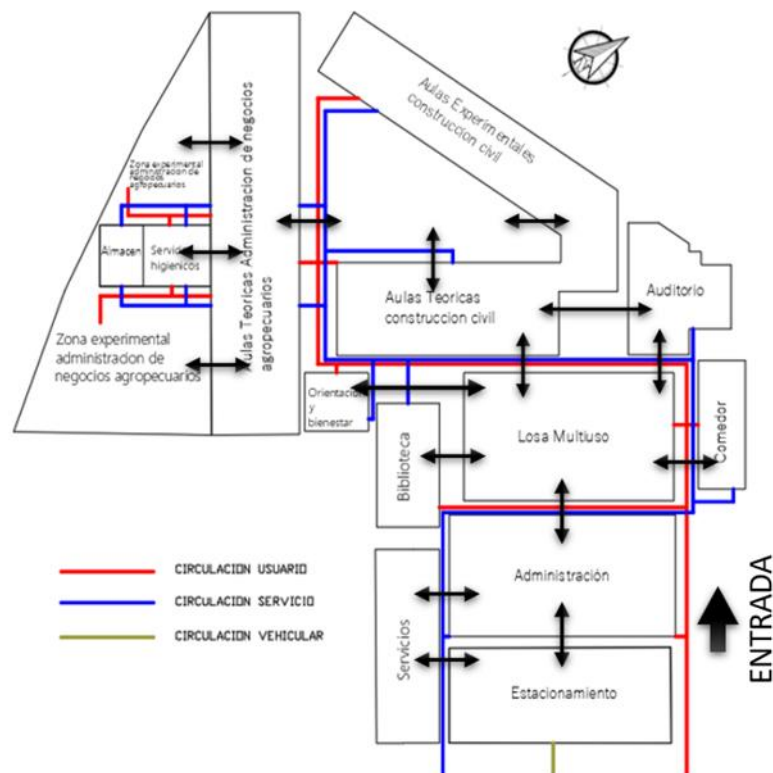 Aulas Experimentales
construccion civil
Aulas Teoricas Administracion de negocios
agropecuarios
Zona experimental
administracion de
negocios
agropecuarios
Almacen
Servicios
higienicos
Zona experimental
administracion de
negocios agropecuarios
Aulas Teoricas
construccion civil
Auditorio
Orientacion
y
bienestar
Biblioteca
Losa Multiuso
Comedor
CIRCULACION USUARIO
CIRCULACION SERVICIO
CIRCULACION VEHICULAR
Servicios
Administración
Estacionamiento
ENTRADA